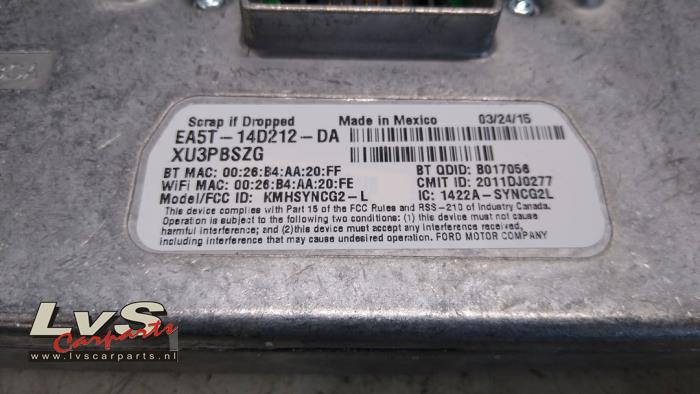 Scrap if Dropped Made in Mexico 03/24/15
EA5T-14D212-DA
XU3PBSZG
BT MAC: 00:26:B4:AA:20:FF BT QDID: B017056
WiFi MAC: 00:26:B4:AA:20:FE CMIT ID: 2011DJ0277
Model/FCC ID: KMHSYNCG2-L IC: 1422A-SYNCG2L
This device complies with Part 15 of the FCC Rules and RSS-210 of Industry Canada.
Operation is subject to the following two conditions: (1) this device must not cause
harmful interference; and (2) this device must accept any interference received,
including interference that may cause undesired operation. FORD MOTOR COMPANY
LvS
Carparts
www.lvscarparts.nl